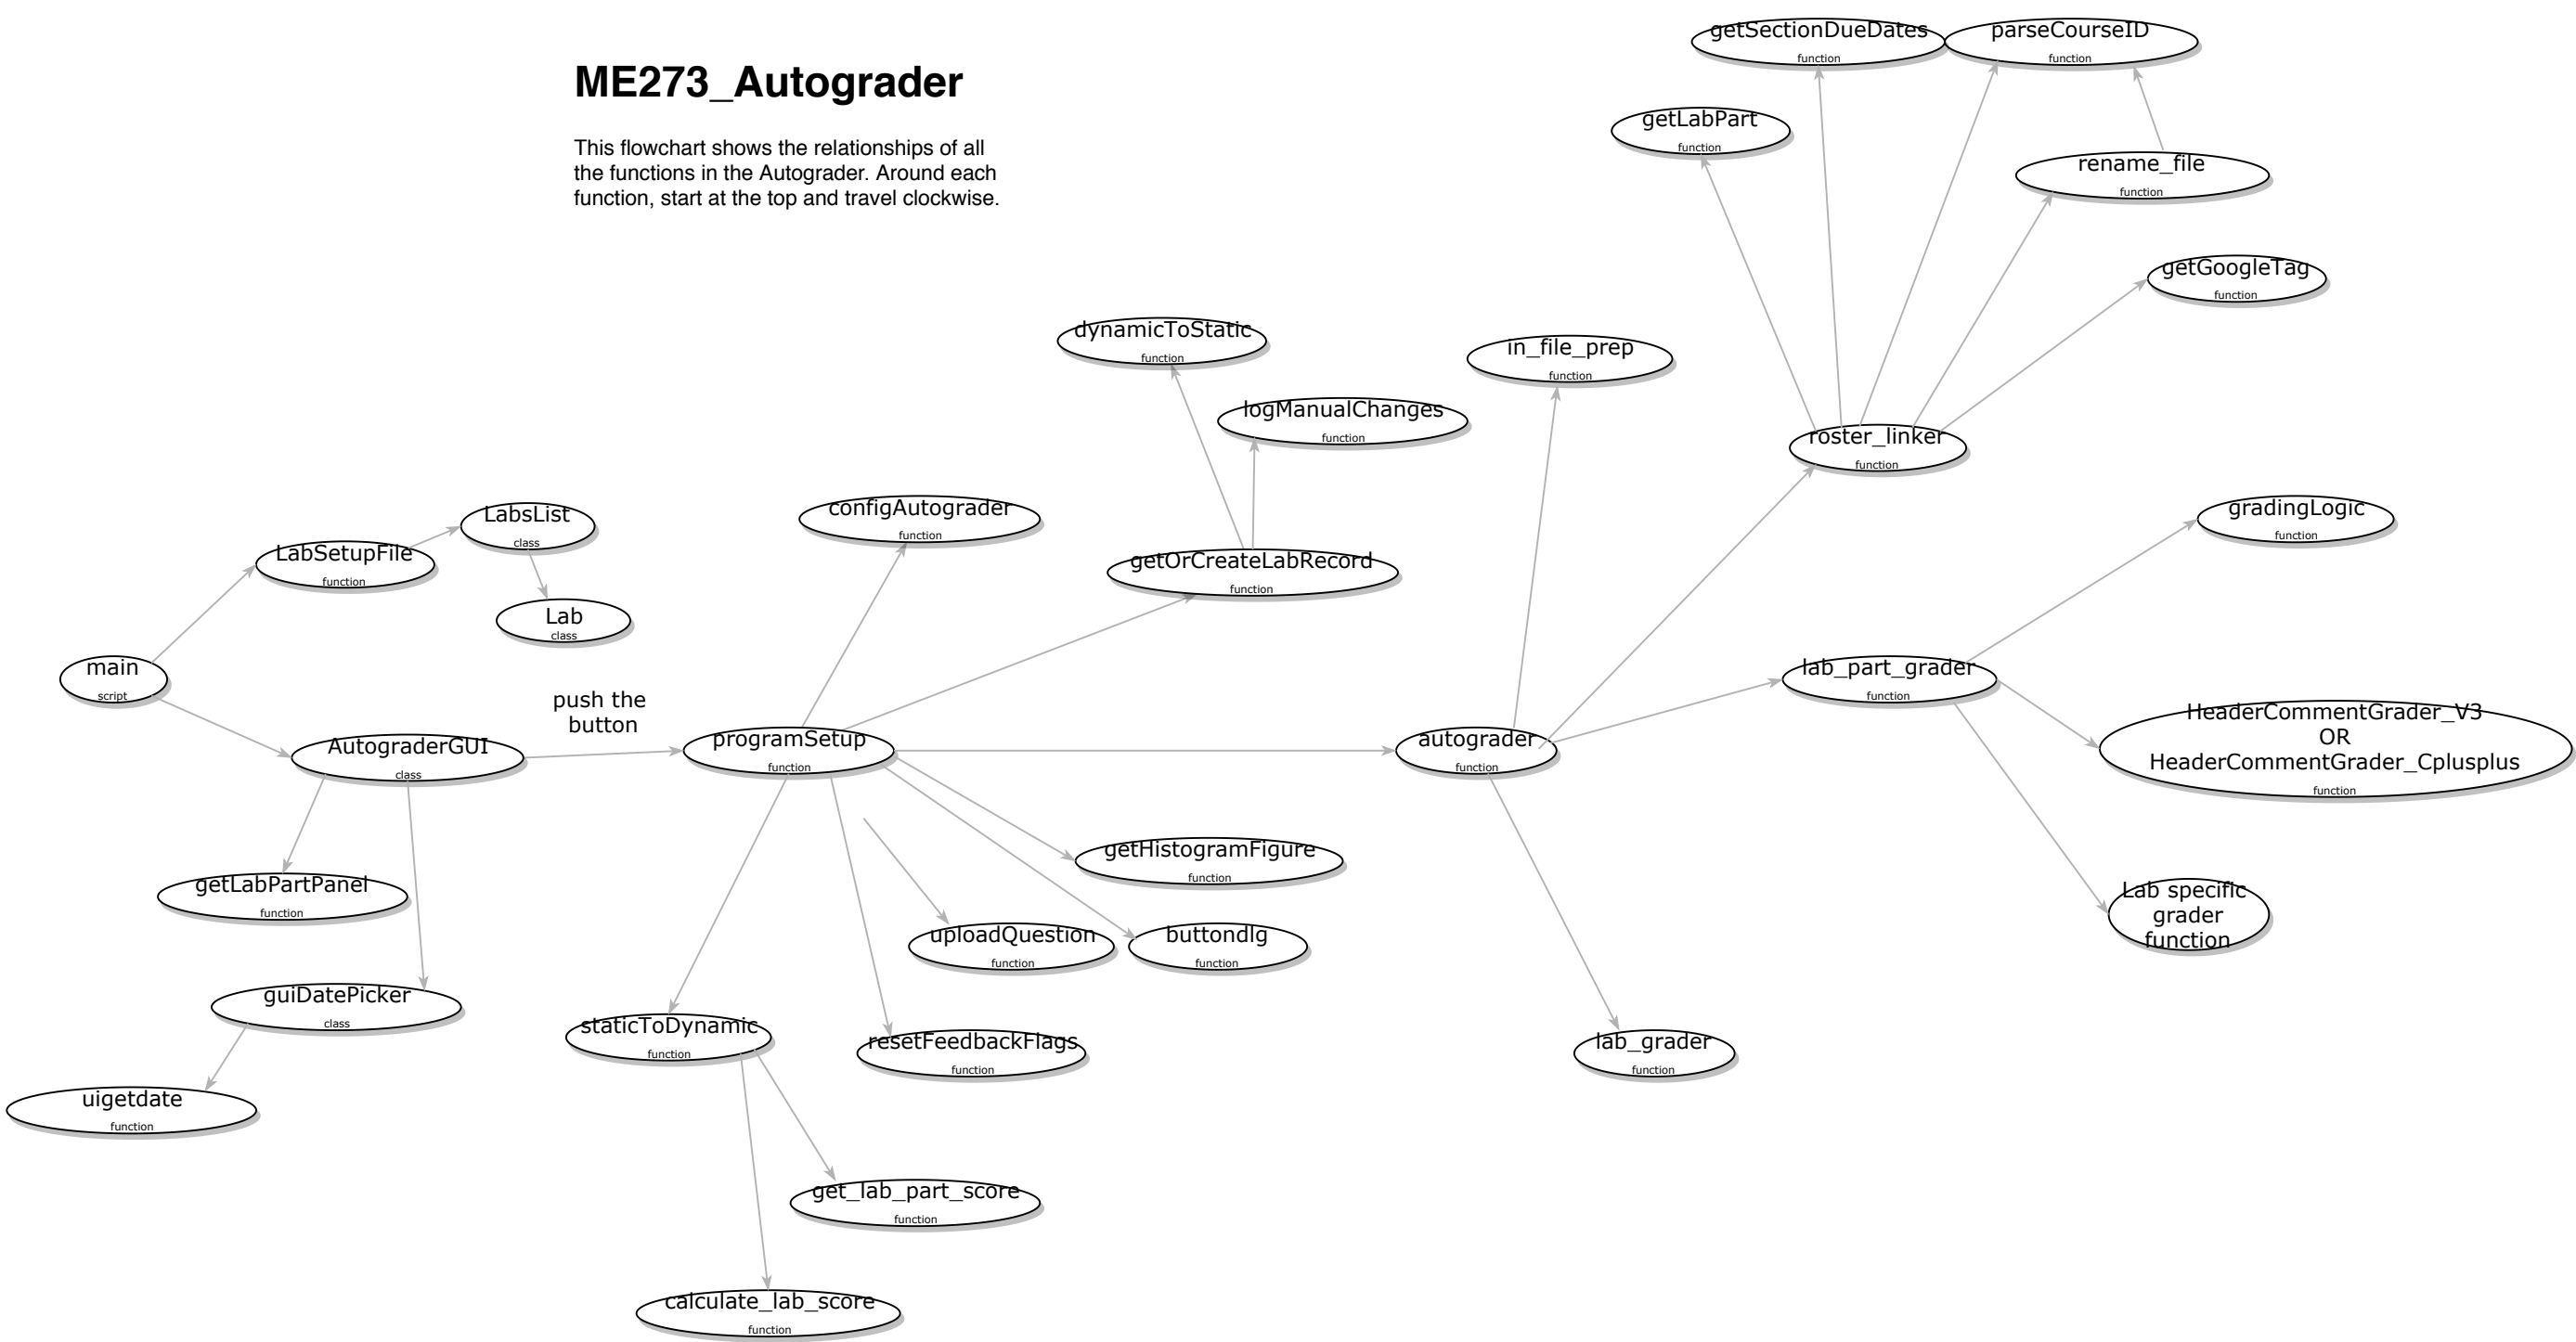 ME273_Autograder
This flowchart shows the relationships of all
the functions in the Autograder. Around each
function, start at the top and travel clockwise.
getSectionDueDates
function
parseCourseID
function
getLabPart
function
rename_file
function
getGoogleTag
function
dynamicToStatic
function
in_file_prep
function
logManualChanges
function
roster_linker
function
configAutograder
function
LabsList
class
gradingLogic
function
LabSetupFile
function
getOrCreateLabRecord
function
Lab
class
main
script
lab_part_grader
function
push the
button
AutograderGUI
class
programSetup
function
autograder
function
HeaderCommentGrader_V3
OR
HeaderCommentGrader_Cplusplus
function
getHistogramFigure
function
getLabPartPanel
function
Lab specific
grader
function
uploadQuestion
function
buttondlg
function
guiDatePicker
class
staticToDynamic
function
resetFeedbackFlags
function
lab_grader
function
uigetdate
function
get_lab_part_score
function
calculate_lab_score
function